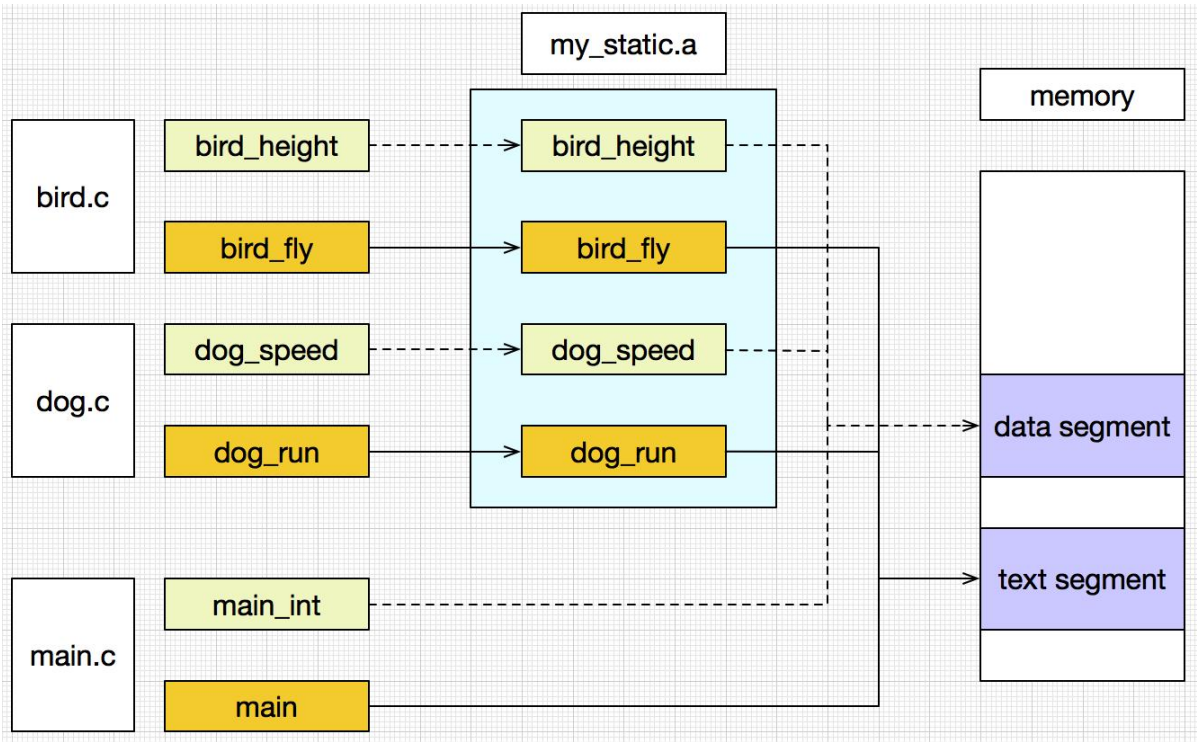 my_static.a
memory
bird.c
bird_height
bird_height
bird_fly
bird_fly
dog.c
dog_speed
dog_speed
dog_run
dog_run
data segment
text segment
main.c
main_int
main